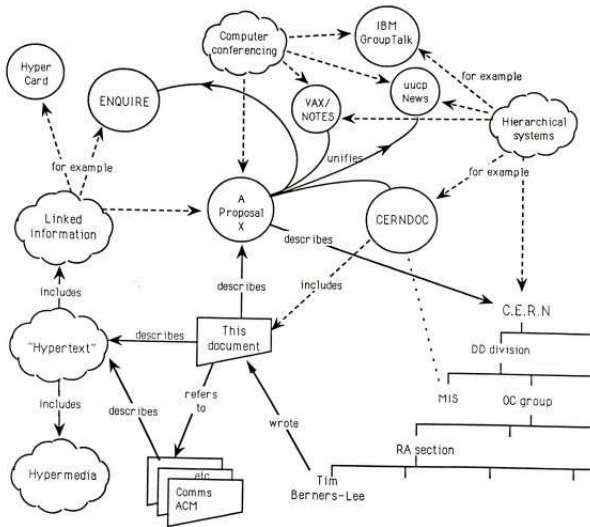 IBM
GroupTalk
Computer
conferencing
Hyper
Card
ENQUIRE
VAX/
NOTES
uucp
News
for example
Hierarchical
systems
unifies
for example
for example
A
Proposal
X
CERNDOC
Linked
information
describes
C.E.R.N
includes
describes
includes
This
document
"Hypertext"
describes
DD division
refers
to
MIS
OC group
includes
describes
wrote
RA section
Hypermedia
etc
Comms
ACM
Tim
Berners-Lee